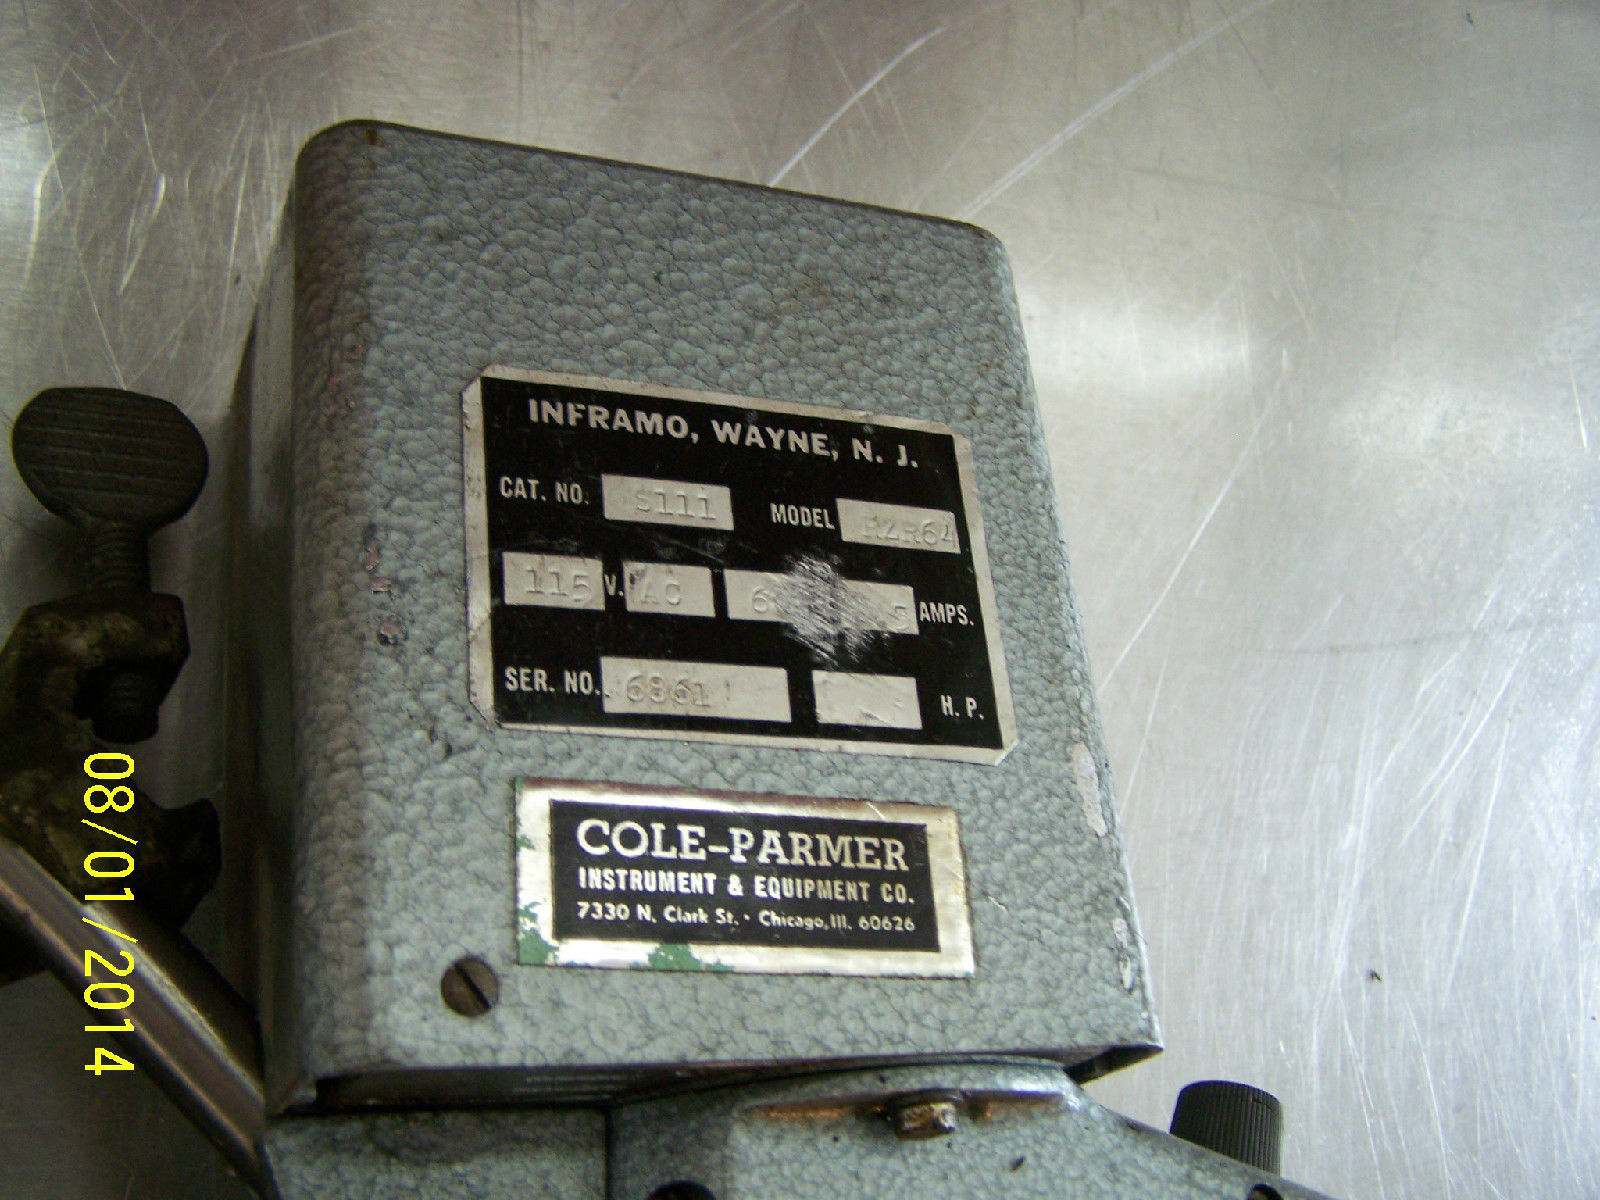 INFRAMO, WAYNE, N. J.
CAT. NO. S111 MODEL RZR64
115 V. AC AMPS.
SER. NO. 6861 H. P.
COLE-PARMER
INSTRUMENT & EQUIPMENT CO.
7330 N. Clark St. • Chicago, Ill. 60626
08/01/2014